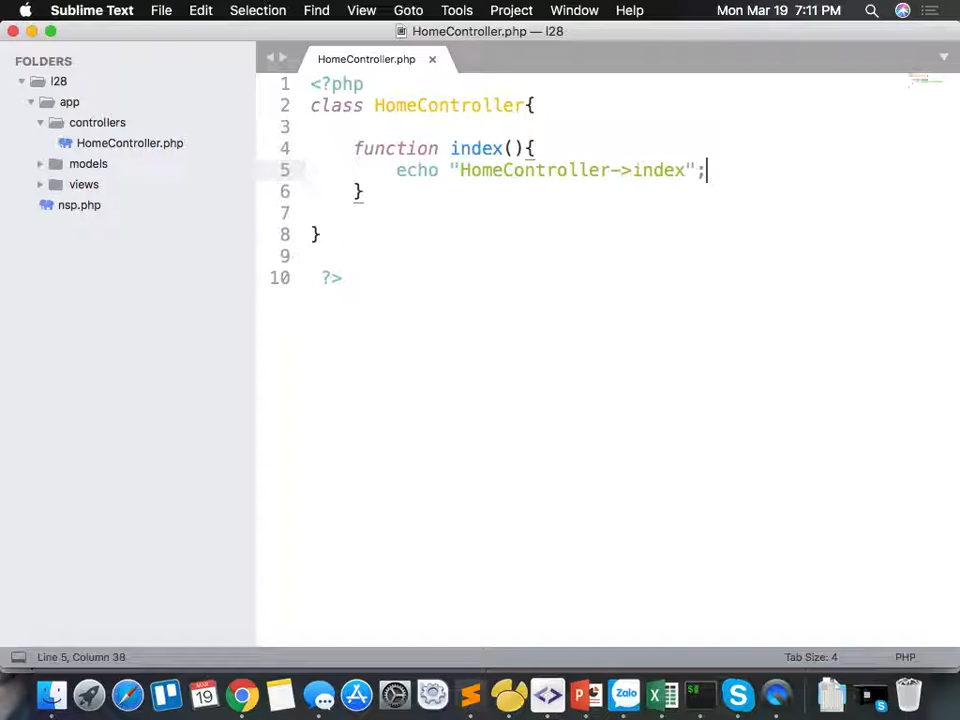 Sublime Text File Edit Selection Find View Goto Tools Project Window Help Mon Mar 19 7:11 PM
HomeController.php — l28
FOLDERS
l28
app
controllers
HomeController.php
models
views
nsp.php
HomeController.php ×
1 <?php
2 class HomeController{
3
4 function index(){
5 echo "HomeController->index";
6 }
7
8 }
9
10 ?>
Line 5, Column 38 Tab Size: 4 PHP
MAR
19
Zalo